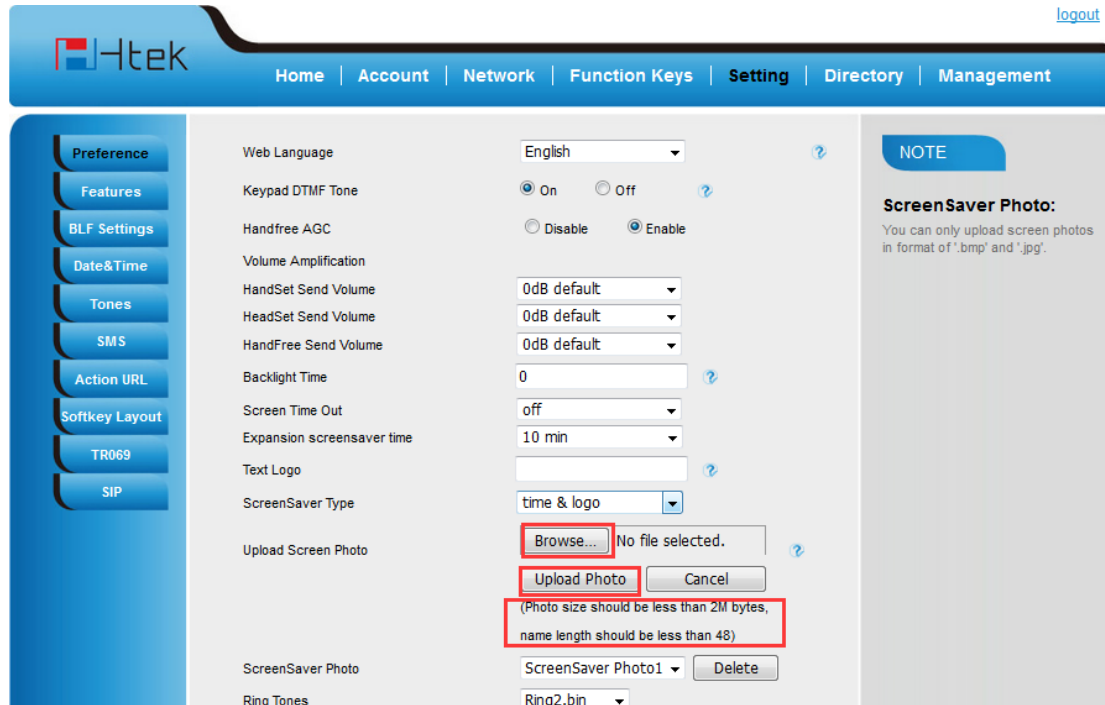 logout
Htek
Home | Account | Network | Function Keys | Setting | Directory | Management
Preference
Features
BLF Settings
Date&Time
Tones
SMS
Action URL
Softkey Layout
TR069
SIP
Web Language English
Keypad DTMF Tone On Off
Handfree AGC Disable Enable
Volume Amplification
HandSet Send Volume 0dB default
HeadSet Send Volume 0dB default
HandFree Send Volume 0dB default
Backlight Time 0
Screen Time Out off
Expansion screensaver time 10 min
Text Logo
ScreenSaver Type time & logo
Upload Screen Photo Browse... No file selected.
Upload Photo Cancel
(Photo size should be less than 2M bytes,
name length should be less than 48)
ScreenSaver Photo ScreenSaver Photo1 Delete
Ring Tones Ring2.bin
NOTE
ScreenSaver Photo:
You can only upload screen photos
in format of '.bmp' and '.jpg'.